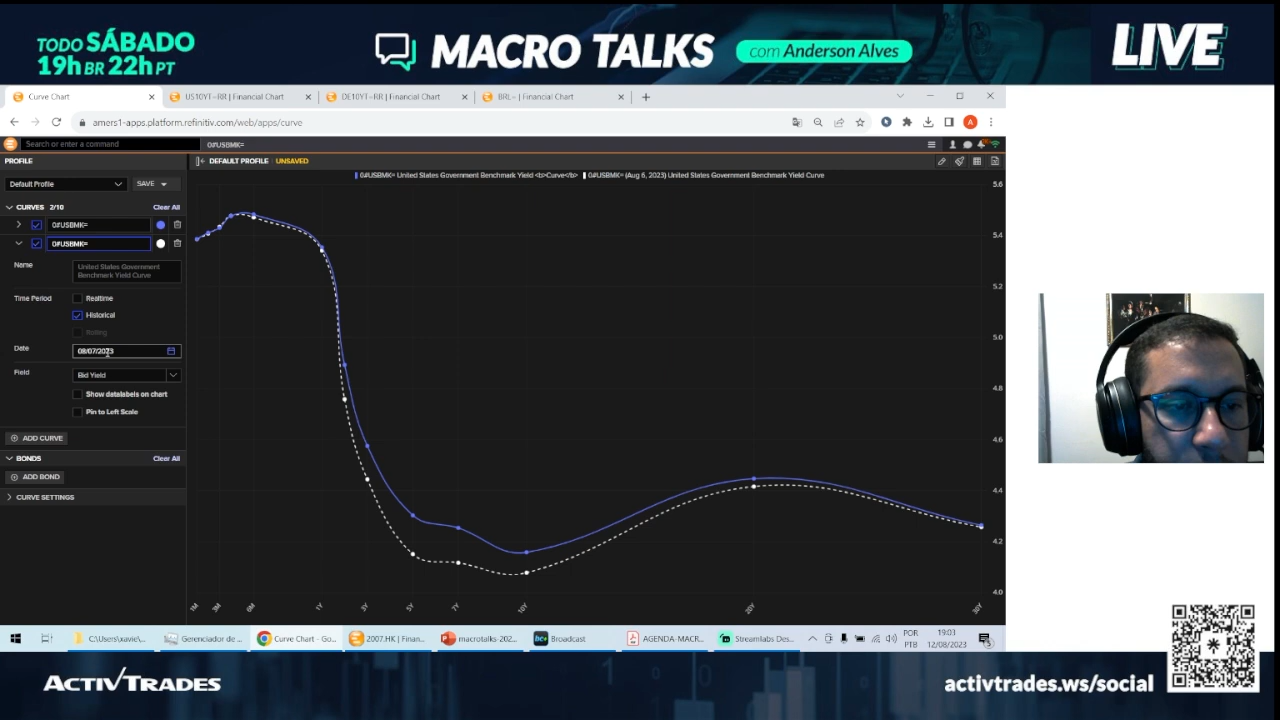 TODO SÁBADO
19h BR 22h PT
MACRO TALKS
com Anderson Alves
LIVE
Curve Chart
US10YT=RR | Financial Chart
DE10YT=RR | Financial Chart
BRL= | Financial Chart
amers1-apps.platform.refinitiv.com/web/apps/curve
Search or enter a command
0#USBMK=
PROFILE
DEFAULT PROFILE
UNSAVED
Default Profile
SAVE
CURVES 2/10
Clear All
0#USBMK=
0#USBMK=
Name
United States Government
Benchmark Yield Curve
Time Period
Realtime
Historical
Rolling
Date
08/07/2023
Field
Bid Yield
Show datalabels on chart
Pin to Left Scale
ADD CURVE
BONDS
Clear All
ADD BOND
CURVE SETTINGS
0#USBMK= United States Government Benchmark Yield <b>Curve</b>
0#USBMK= (Aug 6, 2023) United States Government Benchmark Yield Curve
5.6
5.4
5.2
5.0
4.8
4.6
4.4
4.2
4.0
1M
3M
6M
1Y
3Y
5Y
7Y
10Y
20Y
30Y
C:\Users\xavie\...
Gerenciador de ...
Curve Chart - Go...
2007.HK | Finan...
macrotalks-202...
Broadcast
AGENDA-MACR...
Streamlabs Des...
POR
PTB
19:03
12/08/2023
ACTIVTRADES
activtrades.ws/social